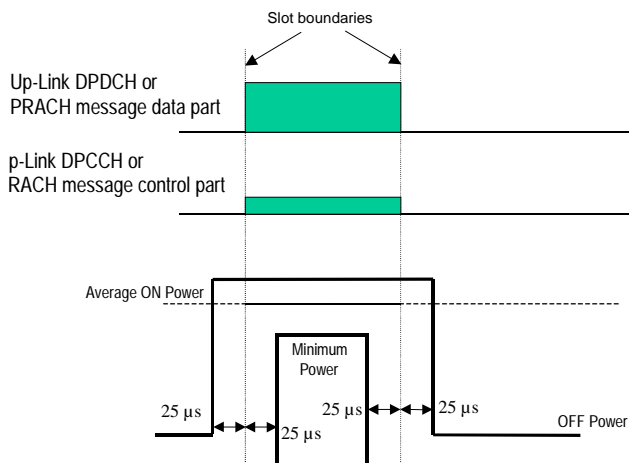 Slot boundaries
Up-Link DPDCH or
PRACH message data part
p-Link DPCCH or
RACH message control part
Average ON Power
Minimum
Power
25 µs
25 µs
25 µs
25 µs
OFF Power